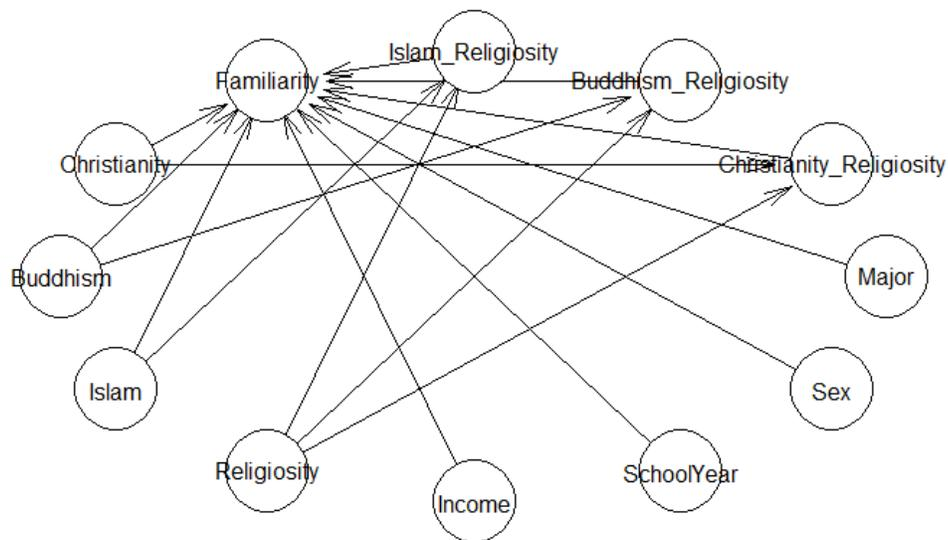 Islam_Religiosity
Familiarity
Buddhism_Religiosity
Christianity
Christianity_Religiosity
Buddhism
Major
Islam
Sex
Religiosity
SchoolYear
Income